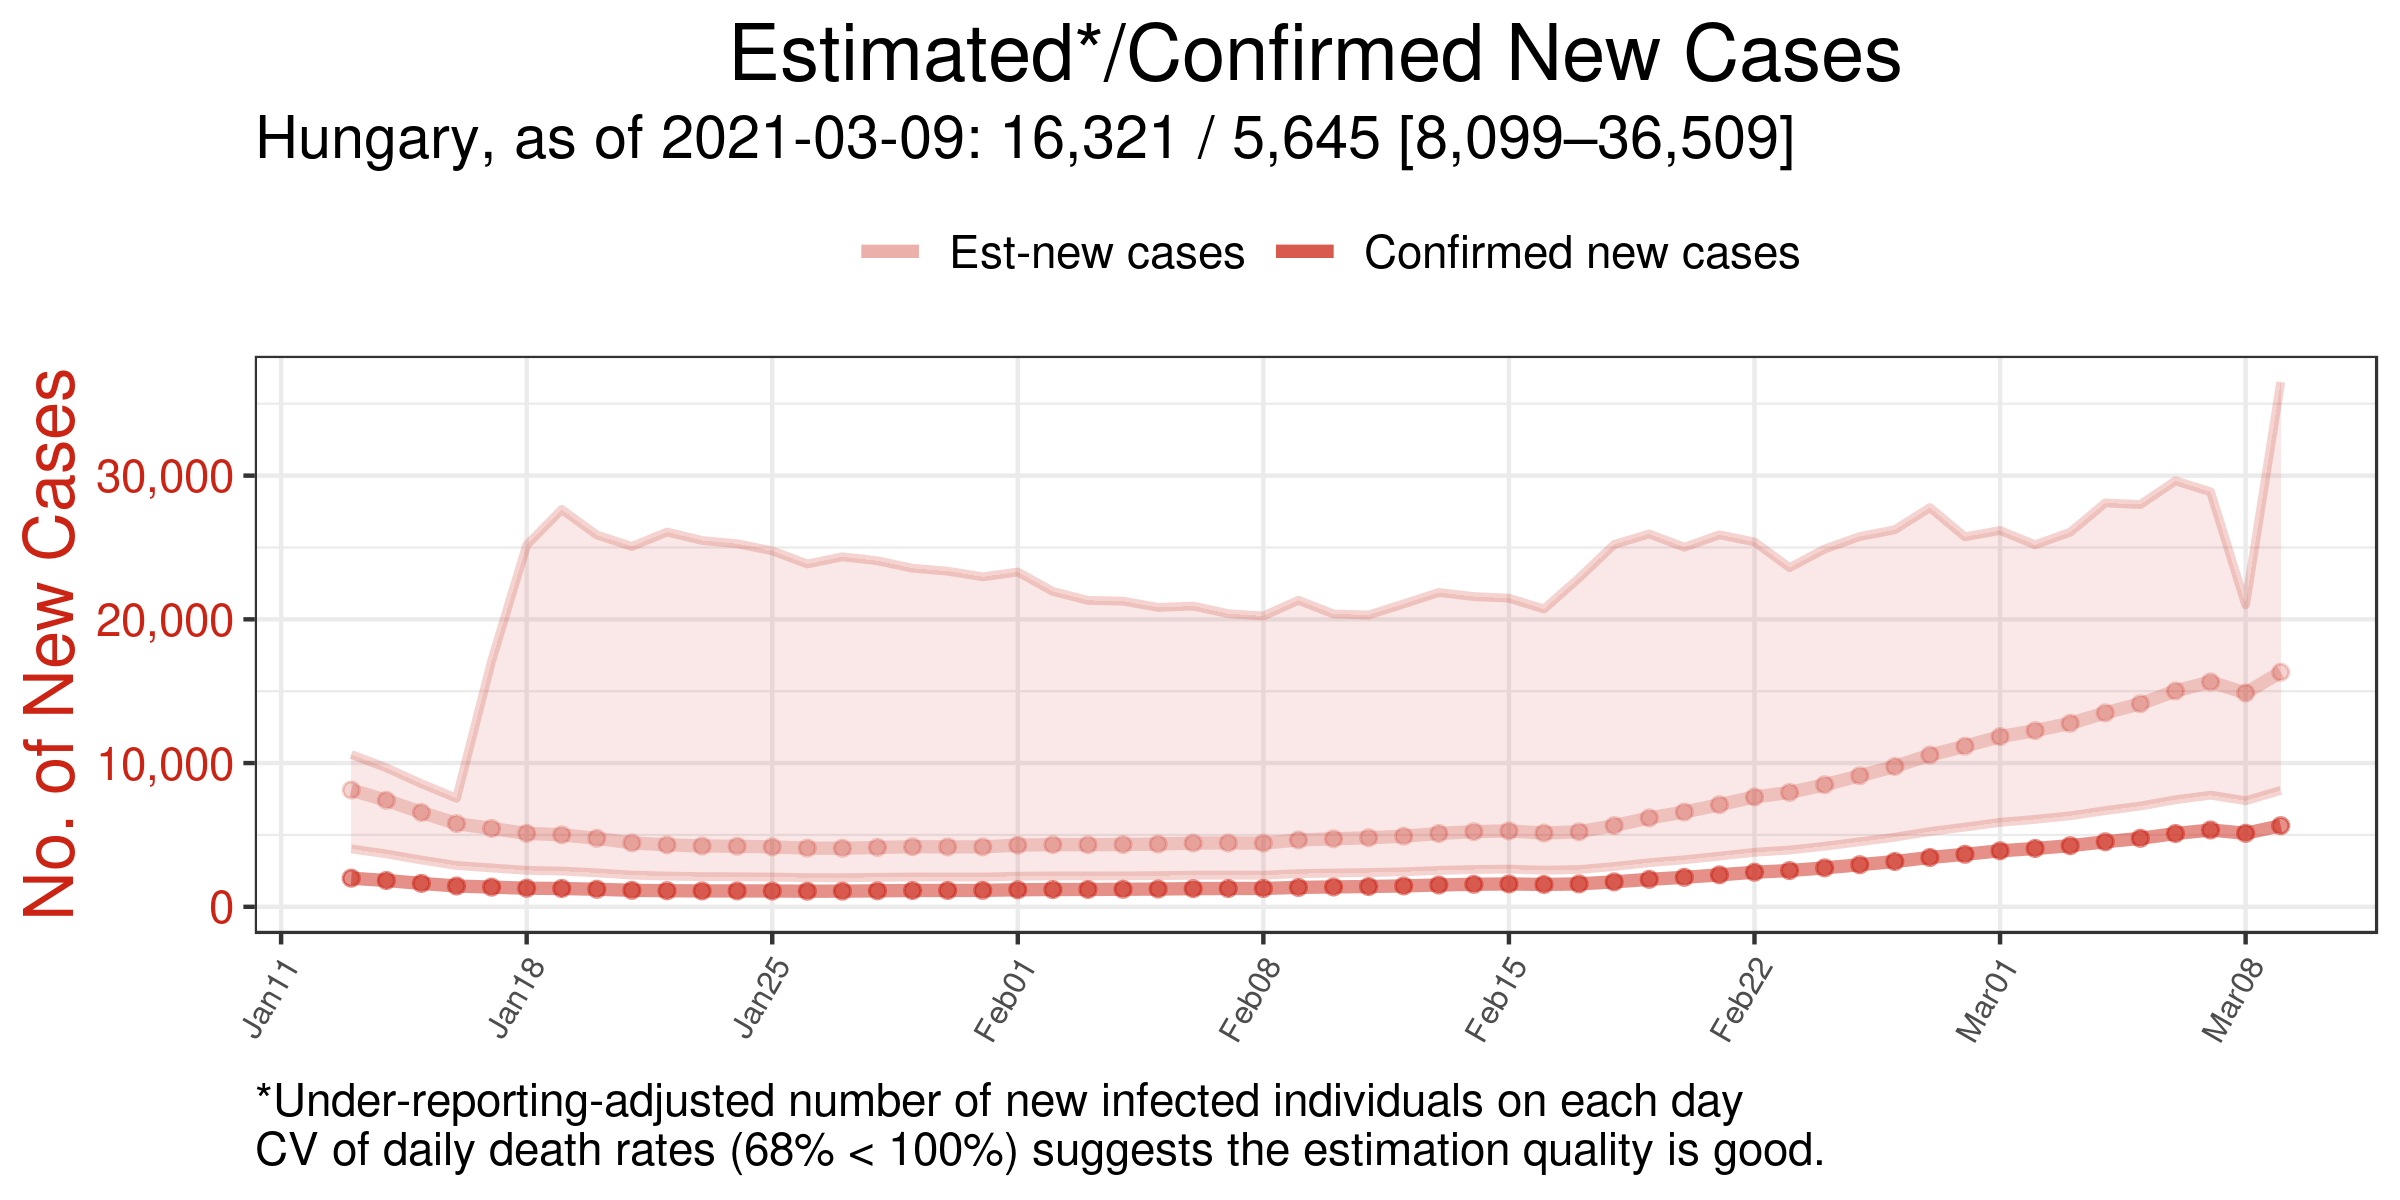 Estimated*/Confirmed New Cases
Hungary, as of 2021-03-09: 16,321 / 5,645 [8,099–36,509]
Est-new cases
Confirmed new cases
No. of New Cases
30,000
20,000
10,000
0
Jan11
Jan18
Jan25
Feb01
Feb08
Feb15
Feb22
Mar01
Mar08
*Under-reporting-adjusted number of new infected individuals on each day
CV of daily death rates (68% < 100%) suggests the estimation quality is good.